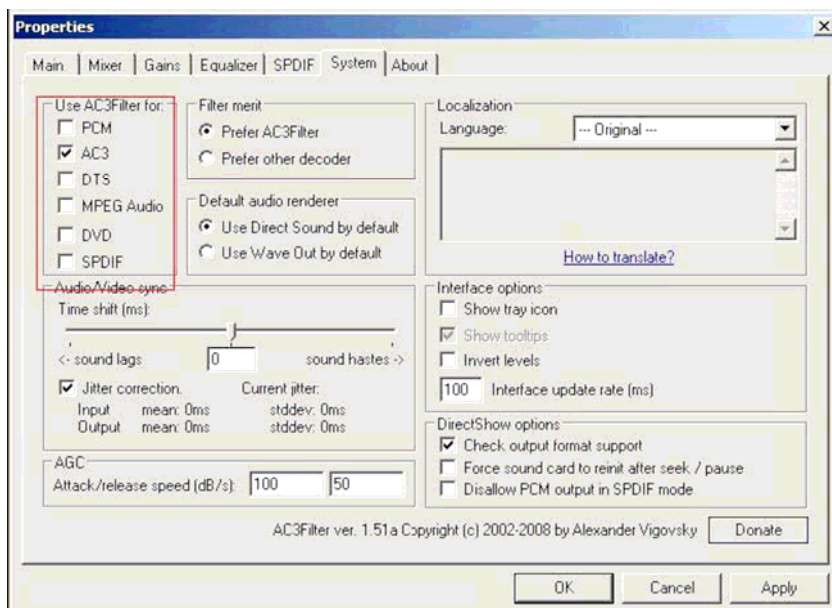 Properties
Main Mixer Gains Equalizer SPDIF System About
Use AC3Filter for:
PCM
AC3
DTS
MPEG Audio
DVD
SPDIF
Filter merit
Prefer AC3Filter
Prefer other decoder
Default audio renderer
Use Direct Sound by default
Use Wave Out by default
Localization
Language: --- Original ---
How to translate?
Audio/Video sync
Time shift (ms):
<- sound lags 0 sound hastes ->
Jitter correction. Current jitter:
Input mean: 0ms stddev: 0ms
Output mean: 0ms stddev: 0ms
Interface options
Show tray icon
Show tooltips
Invert levels
100 Interface update rate (ms)
AGC
Attack/release speed (dB/s): 100 50
DirectShow options
Check output format support
Force sound card to reinit after seek / pause
Disallow PCM output in SPDIF mode
AC3Filter ver. 1.51a Copyright (c) 2002-2008 by Alexander Vigovsky Donate
OK Cancel Apply